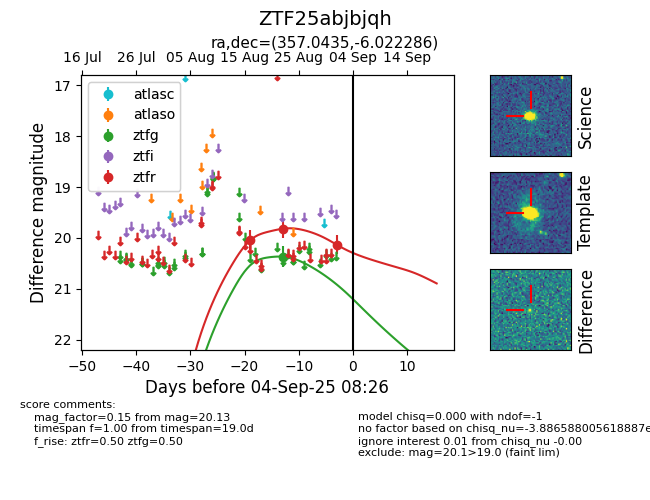 ZTF25abjbjqh
ra,dec=(357.0435,-6.022286)
16 Jul 26 Jul 05 Aug 15 Aug 25 Aug 04 Sep 14 Sep
atlasc
atlaso
ztfg
ztfi
ztfr
17
18
19
20
21
22
Difference magnitude
−50 −40 −30 −20 −10 0 10
Days before 04-Sep-25 08:26
Science
Template
Difference
score comments:
mag_factor=0.15 from mag=20.13
timespan f=1.00 from timespan=19.0d
f_rise: ztfr=0.50 ztfg=0.50
model chisq=0.000 with ndof=-1
no factor based on chisq_nu=-3.886588005618887e
ignore interest 0.01 from chisq_nu -0.00
exclude: mag=20.1>19.0 (faint lim)